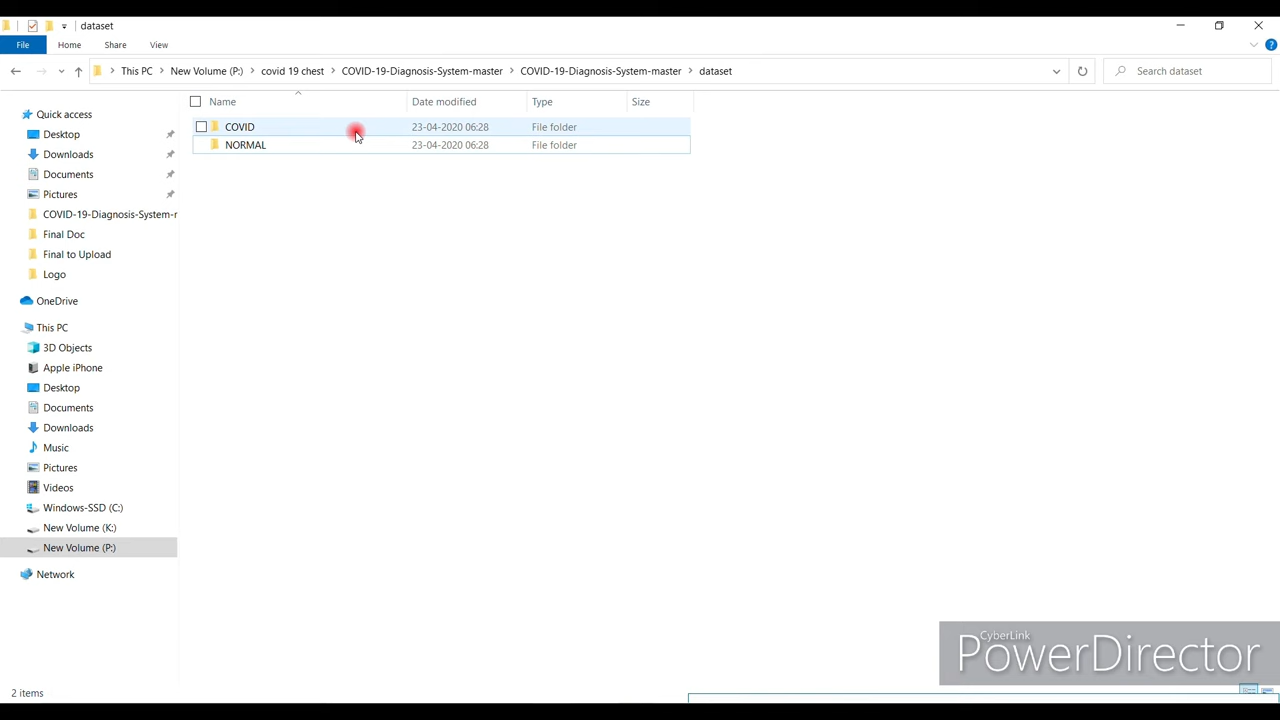 dataset
File Home Share View
This PC New Volume (P:) covid 19 chest COVID-19-Diagnosis-System-master COVID-19-Diagnosis-System-master dataset Search dataset
Name Date modified Type Size
Quick access
COVID 23-04-2020 06:28 File folder
Desktop
NORMAL 23-04-2020 06:28 File folder
Downloads
Documents
Pictures
COVID-19-Diagnosis-System-r
Final Doc
Final to Upload
Logo
OneDrive
This PC
3D Objects
Apple iPhone
Desktop
Documents
Downloads
Music
Pictures
Videos
Windows-SSD (C:)
New Volume (K:)
New Volume (P:)
Network
CyberLink
PowerDirector
2 items